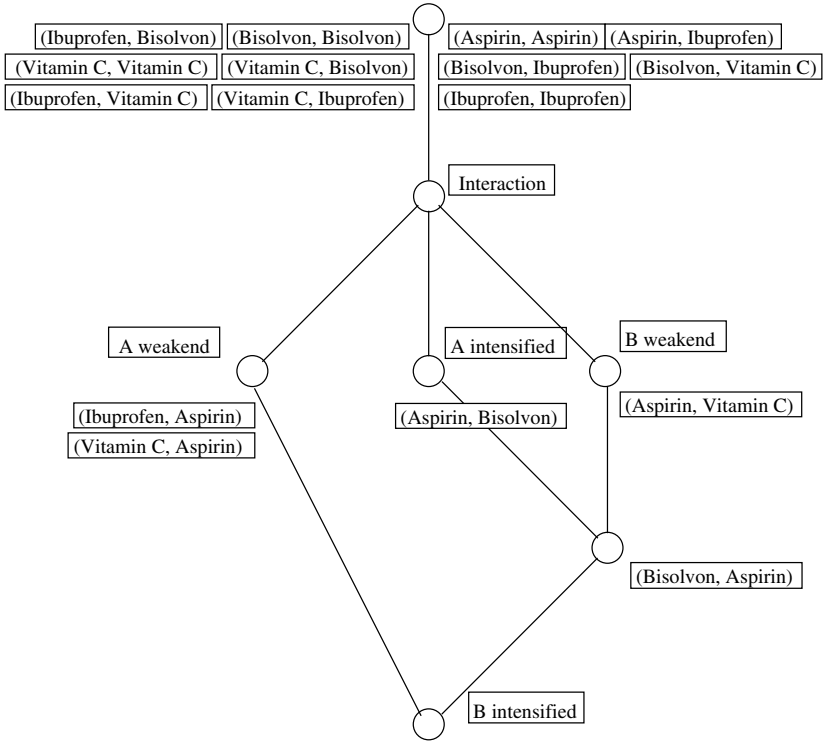 (Ibuprofen, Bisolvon) (Bisolvon, Bisolvon) (Aspirin, Aspirin) (Aspirin, Ibuprofen)
(Vitamin C, Vitamin C) (Vitamin C, Bisolvon) (Bisolvon, Ibuprofen) (Bisolvon, Vitamin C)
(Ibuprofen, Vitamin C) (Vitamin C, Ibuprofen) (Ibuprofen, Ibuprofen)
Interaction
A weakend A intensified B weakend
(Ibuprofen, Aspirin) (Aspirin, Bisolvon) (Aspirin, Vitamin C)
(Vitamin C, Aspirin)
(Bisolvon, Aspirin)
B intensified